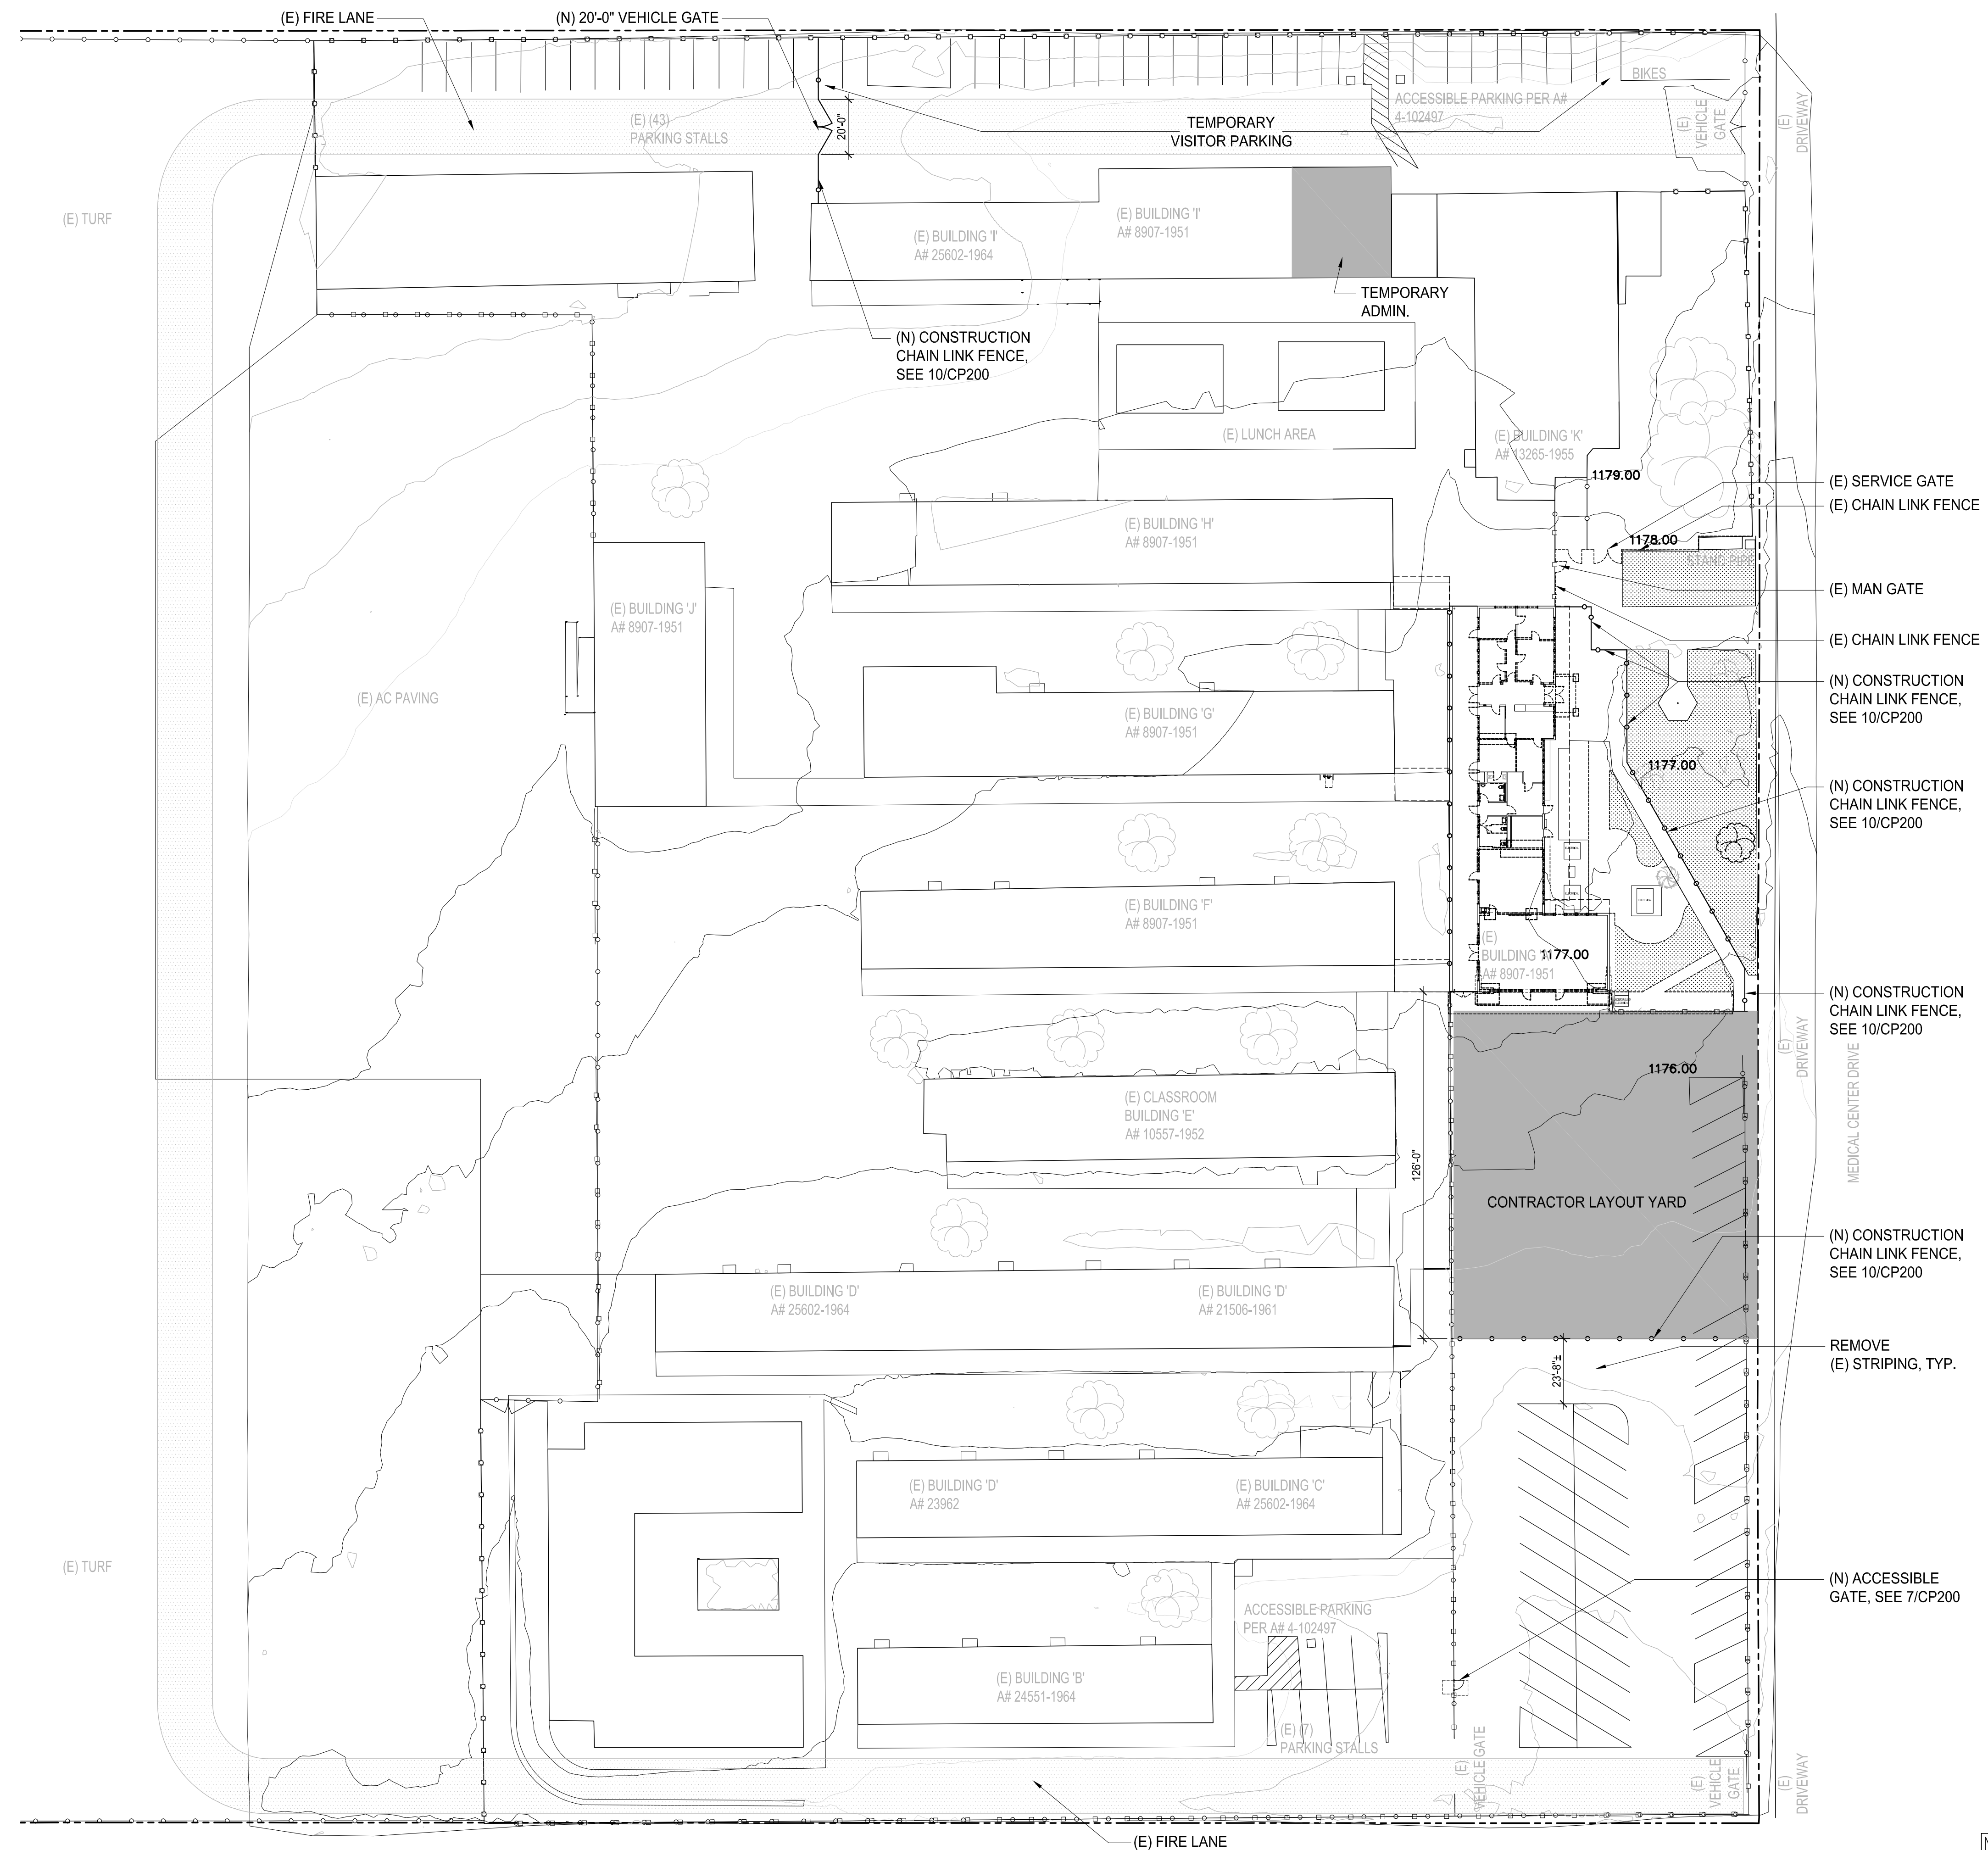 (E) FIRE LANE
(N) 20'-0" VEHICLE GATE
BIKES
ACCESSIBLE PARKING PER A#
4-102497
(E) (43)
PARKING STALLS
20'-0"
TEMPORARY
VISITOR PARKING
(E)
VEHICLE
GATE
(E)
DRIVEWAY
(E) TURF
(E) BUILDING 'I'
A# 25602-1964
(E) BUILDING 'I'
A# 8907-1951
TEMPORARY
ADMIN.
(N) CONSTRUCTION
CHAIN LINK FENCE,
SEE 10/CP200
(E) LUNCH AREA
(E) BUILDING 'K'
A# 13265-1955
1179.00
(E) SERVICE GATE
(E) CHAIN LINK FENCE
(E) BUILDING 'H'
A# 8907-1951
1178.00
STAND PIPE
(E) MAN GATE
(E) BUILDING 'J'
A# 8907-1951
(E) CHAIN LINK FENCE
(E) AC PAVING
(N) CONSTRUCTION
CHAIN LINK FENCE,
SEE 10/CP200
(E) BUILDING 'G'
A# 8907-1951
1177.00
(N) CONSTRUCTION
CHAIN LINK FENCE,
SEE 10/CP200
(E) BUILDING 'F'
A# 8907-1951
(E)
BUILDING
1177.00
A# 8907-1951
(N) CONSTRUCTION
CHAIN LINK FENCE,
SEE 10/CP200
(E)
DRIVEWAY
MEDICAL CENTER DRIVE
1176.00
(E) CLASSROOM
BUILDING 'E'
A# 10557-1952
126'-0"
CONTRACTOR LAYOUT YARD
(N) CONSTRUCTION
CHAIN LINK FENCE,
SEE 10/CP200
(E) BUILDING 'D'
A# 25602-1964
(E) BUILDING 'D'
A# 21506-1961
REMOVE
(E) STRIPING, TYP.
23'-8"±
(E) BUILDING 'D'
A# 23962
(E) BUILDING 'C'
A# 25602-1964
(E) TURF
(N) ACCESSIBLE
GATE, SEE 7/CP200
ACCESSIBLE PARKING
PER A# 4-102497
(E) BUILDING 'B'
A# 24551-1964
(E) (7)
PARKING STALLS
(E)
VEHICLE GATE
(E)
VEHICLE
GATE
(E)
DRIVEWAY
(E) FIRE LANE